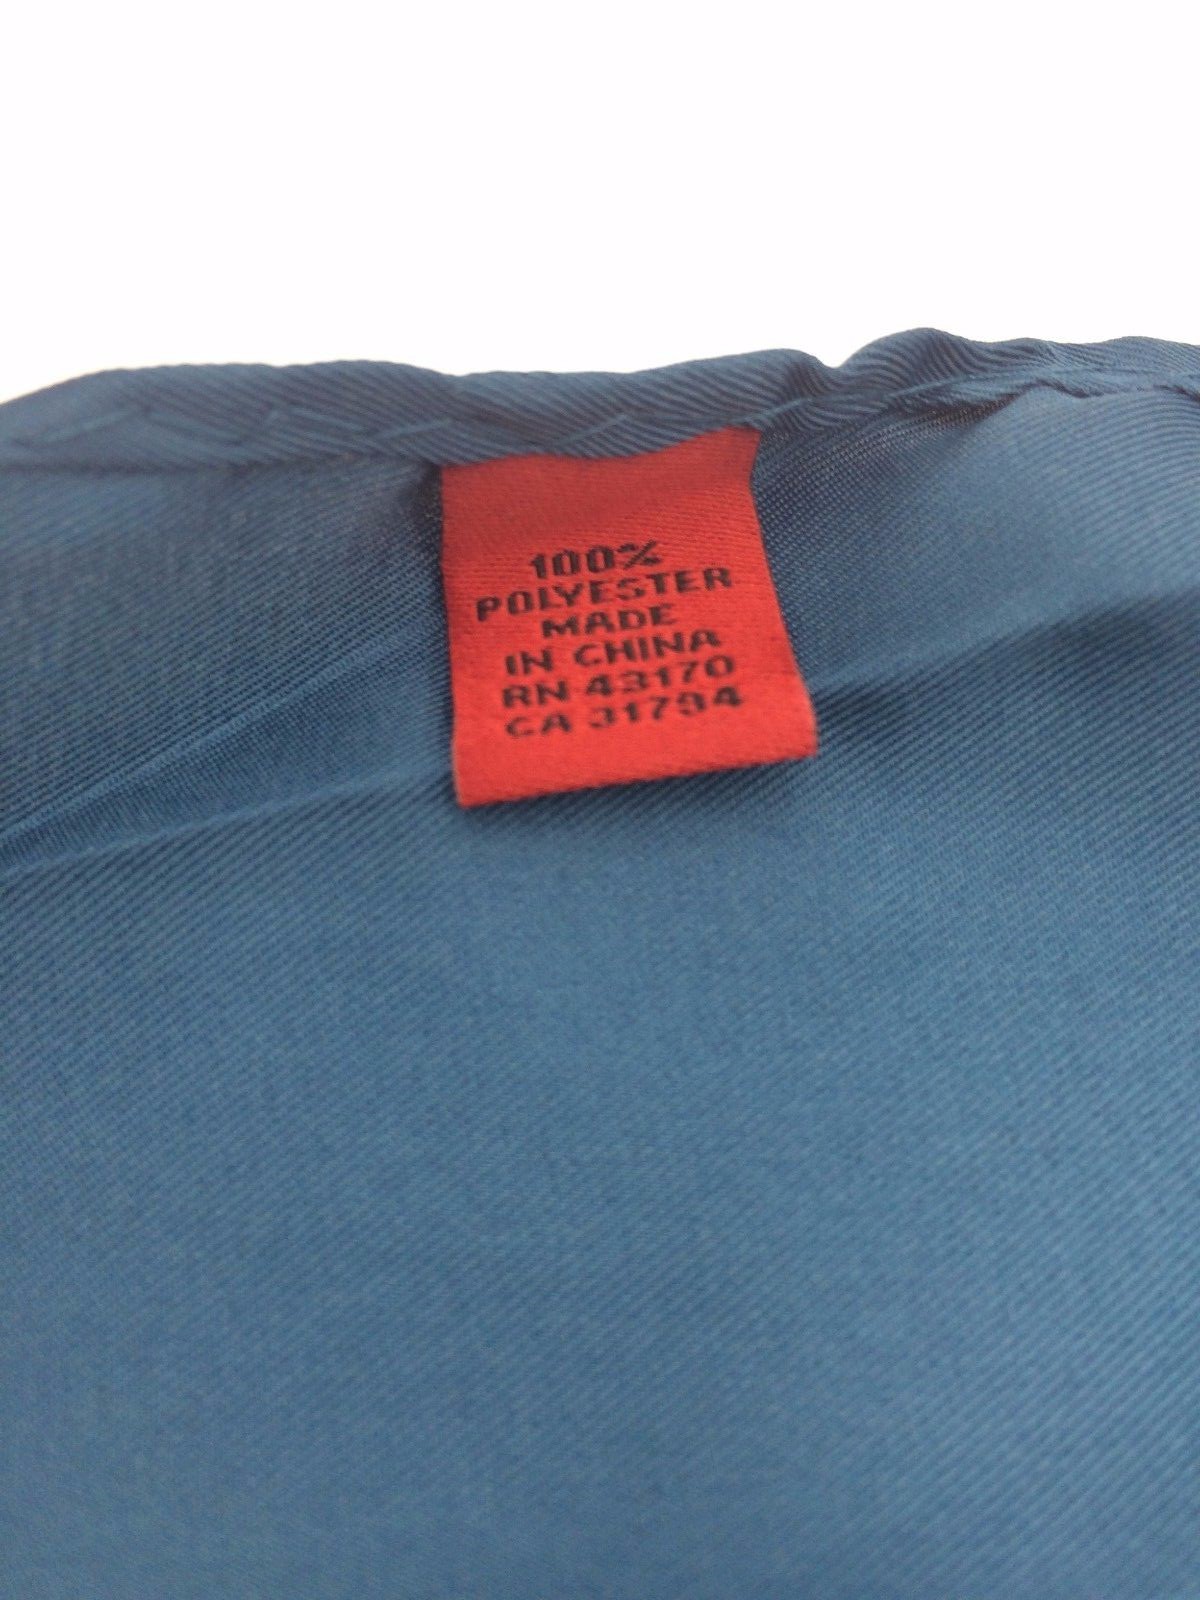 100%
POLYESTER
MADE
IN CHINA
RN 43170
CA 31794